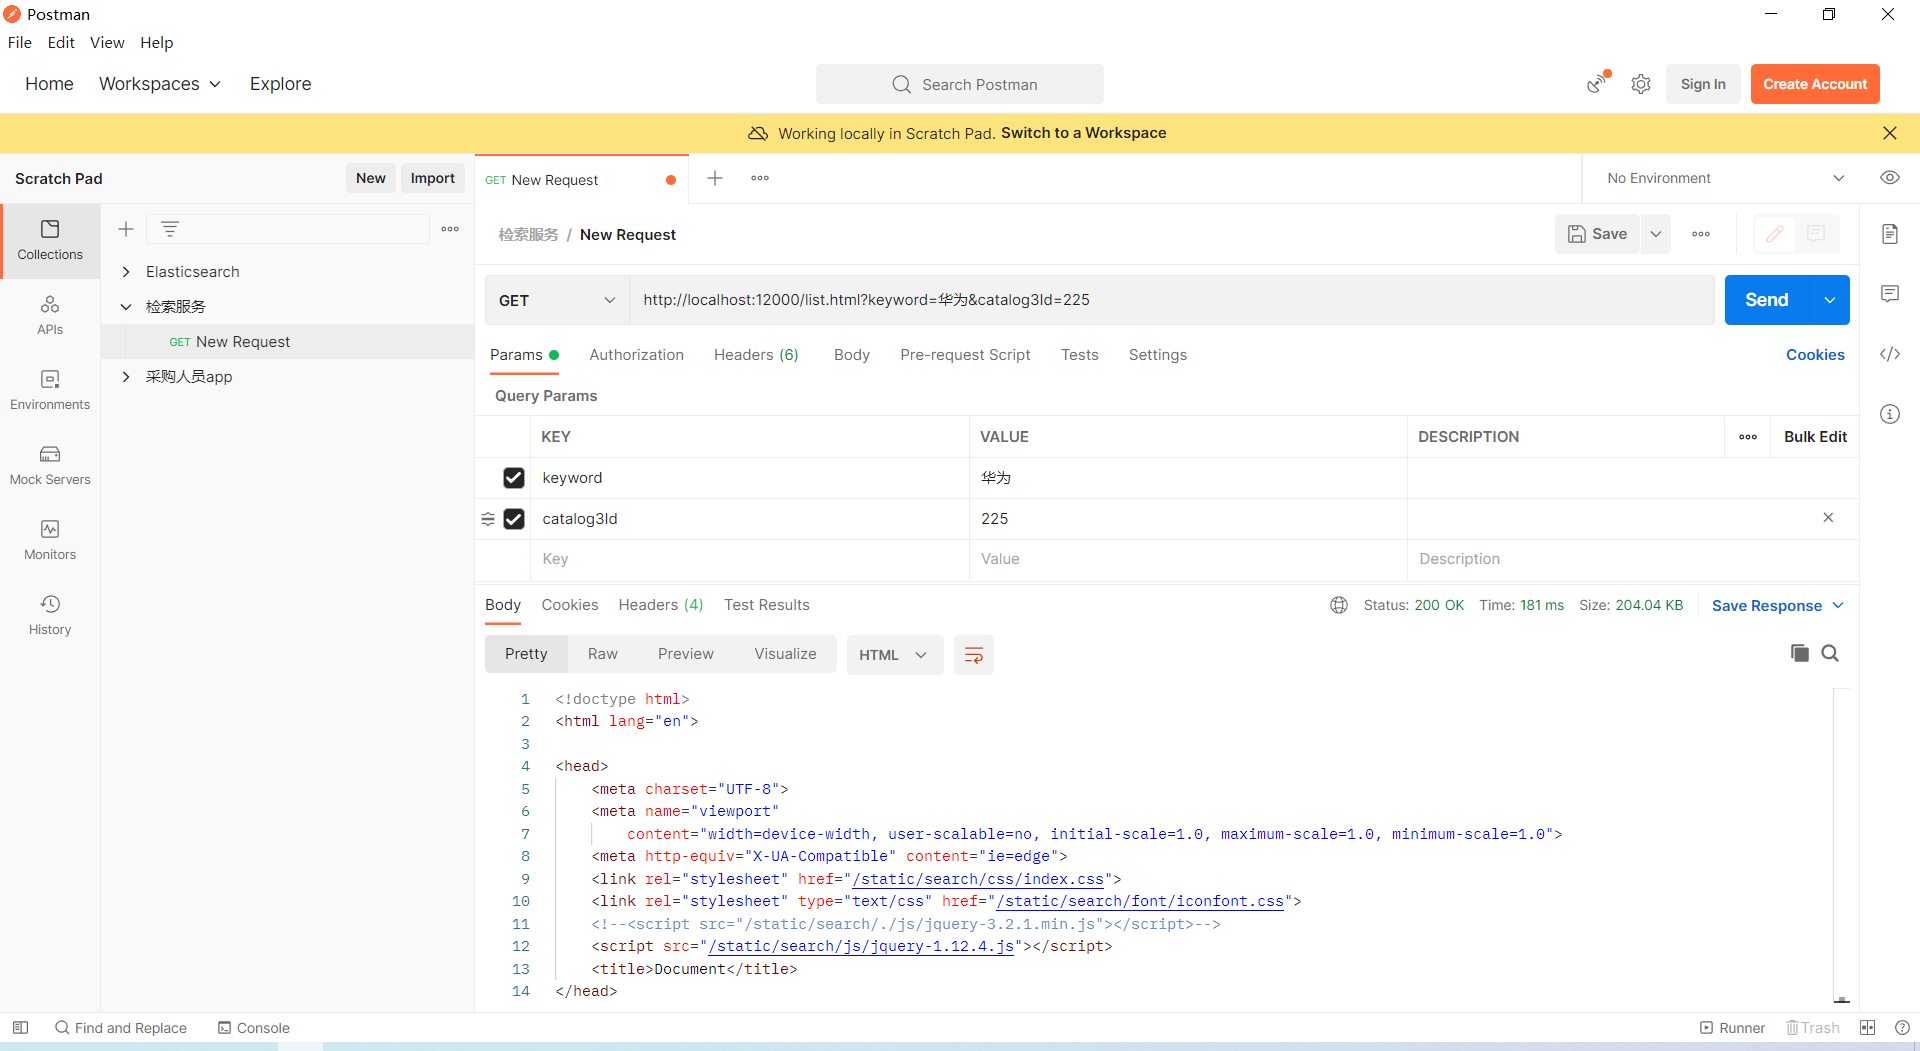 Postman
File Edit View Help
Home Workspaces Explore Search Postman Sign In Create Account
Working locally in Scratch Pad. Switch to a Workspace
Scratch Pad New Import GET New Request No Environment
Collections
APIs
Environments
Mock Servers
Monitors
History
Elasticsearch
检索服务
GET New Request
采购人员app
检索服务 / New Request Save
GET http://localhost:12000/list.html?keyword=华为&catalog3Id=225 Send
Params Authorization Headers (6) Body Pre-request Script Tests Settings Cookies
Query Params
KEY VALUE DESCRIPTION Bulk Edit
keyword 华为
catalog3Id 225
Key Value Description
Body Cookies Headers (4) Test Results Status: 200 OK Time: 181 ms Size: 204.04 KB Save Response
Pretty Raw Preview Visualize HTML
1 <!doctype html>
2 <html lang="en">
3
4 <head>
5 <meta charset="UTF-8">
6 <meta name="viewport"
7 content="width=device-width, user-scalable=no, initial-scale=1.0, maximum-scale=1.0, minimum-scale=1.0">
8 <meta http-equiv="X-UA-Compatible" content="ie=edge">
9 <link rel="stylesheet" href="/static/search/css/index.css">
10 <link rel="stylesheet" type="text/css" href="/static/search/font/iconfont.css">
11 <!--<script src="/static/search/./js/jquery-3.2.1.min.js"></script>-->
12 <script src="/static/search/js/jquery-1.12.4.js"></script>
13 <title>Document</title>
14 </head>
Find and Replace Console Runner Trash